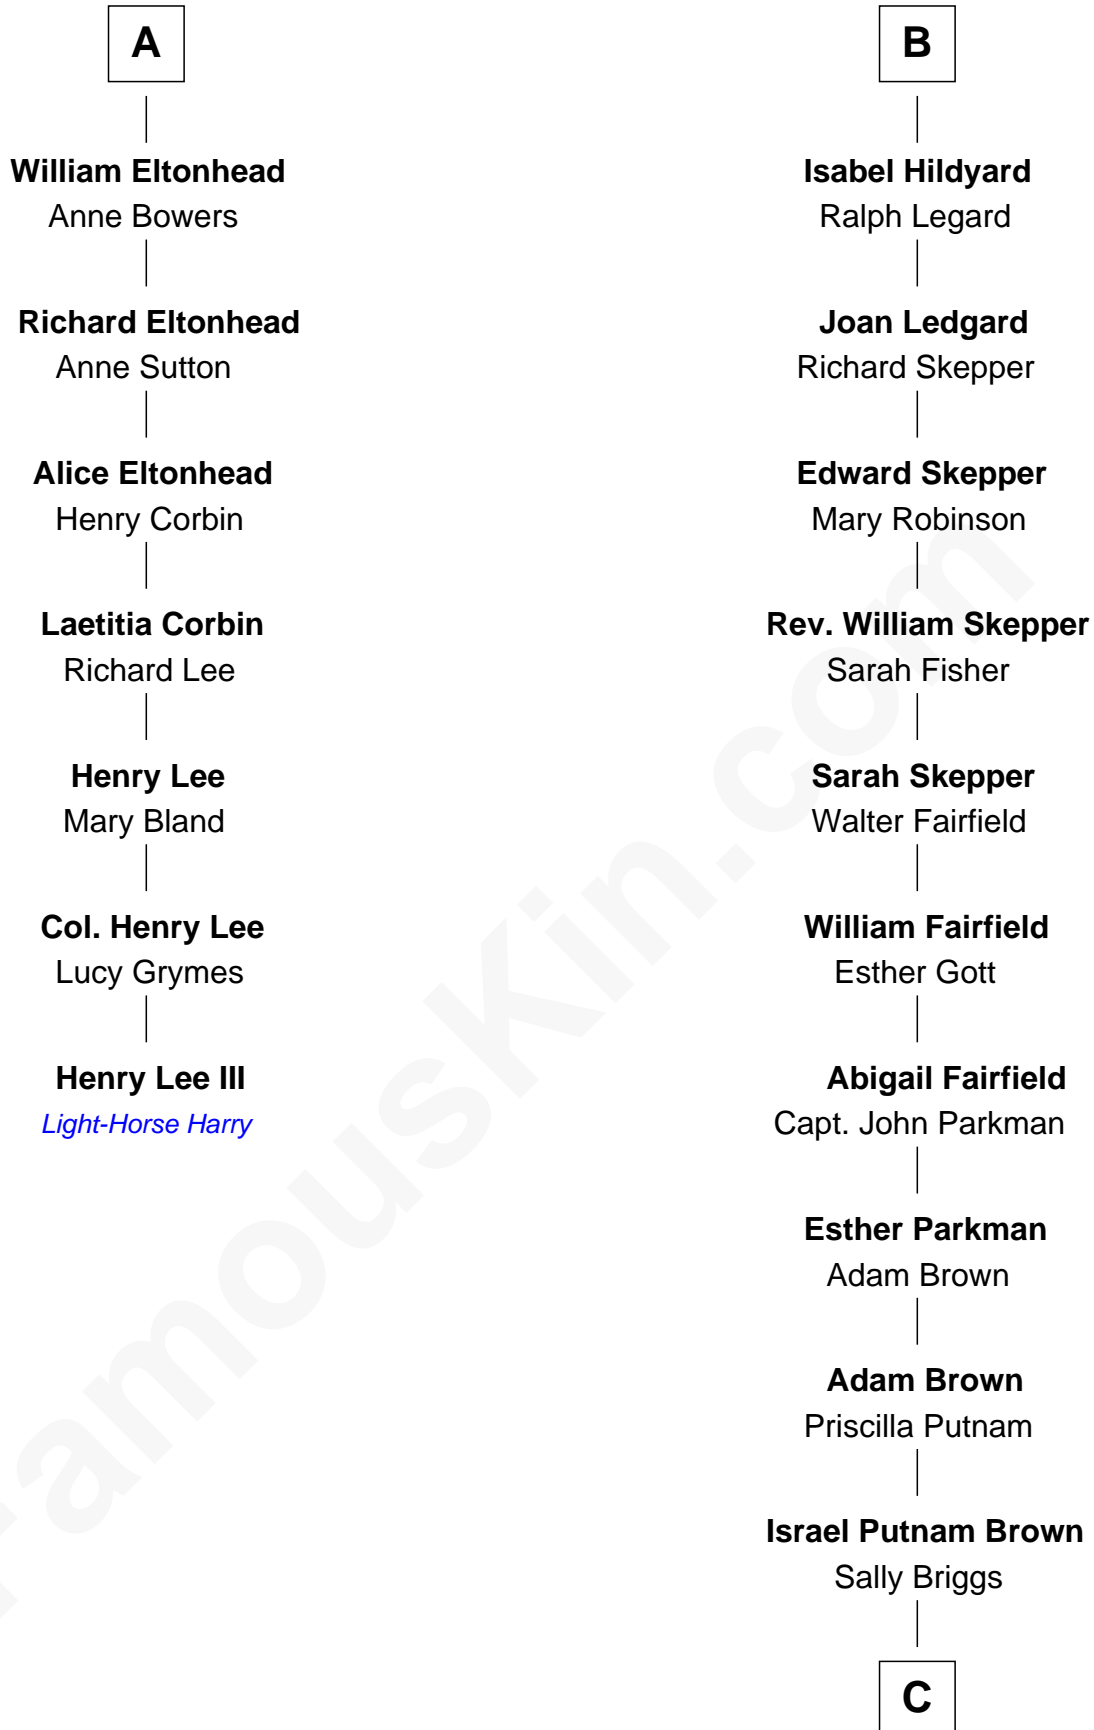 A
William Eltonhead
Anne Bowers
Richard Eltonhead
Anne Sutton
Alice Eltonhead
Henry Corbin
Laetitia Corbin
Richard Lee
Henry Lee
Mary Bland
Col. Henry Lee
Lucy Grymes
Henry Lee III
Light-Horse Harry
B
Isabel Hildyard
Ralph Legard
Joan Ledgard
Richard Skepper
Edward Skepper
Mary Robinson
Rev. William Skepper
Sarah Fisher
Sarah Skepper
Walter Fairfield
William Fairfield
Esther Gott
Abigail Fairfield
Capt. John Parkman
Esther Parkman
Adam Brown
Adam Brown
Priscilla Putnam
Israel Putnam Brown
Sally Briggs
C
FamousKin.com